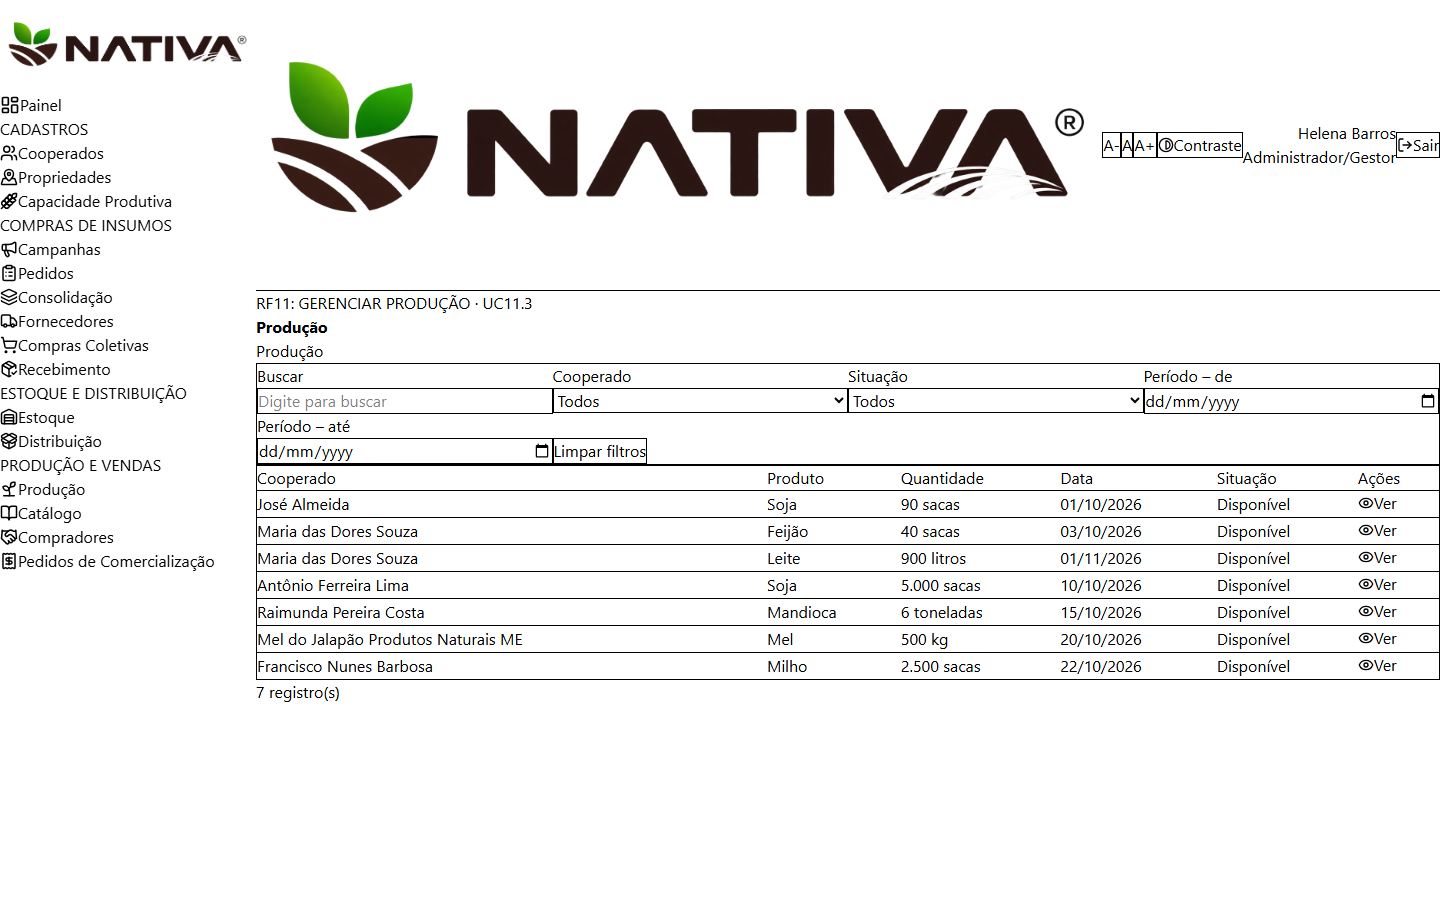 NATIVA®
Painel
CADASTROS
Cooperados
Propriedades
Capacidade Produtiva
COMPRAS DE INSUMOS
Campanhas
Pedidos
Consolidação
Fornecedores
Compras Coletivas
Recebimento
ESTOQUE E DISTRIBUIÇÃO
Estoque
Distribuição
PRODUÇÃO E VENDAS
Produção
Catálogo
Compradores
Pedidos de Comercialização
NATIVA®
A- A A+ Contraste
Helena Barros
Administrador/Gestor
Sair
RF11: GERENCIAR PRODUÇÃO · UC11.3
Produção
Produção
Buscar Cooperado Situação Período – de
Digite para buscar Todos Todos dd/mm/yyyy
Período – até
dd/mm/yyyy Limpar filtros
Cooperado Produto Quantidade Data Situação Ações
José Almeida Soja 90 sacas 01/10/2026 Disponível Ver
Maria das Dores Souza Feijão 40 sacas 03/10/2026 Disponível Ver
Maria das Dores Souza Leite 900 litros 01/11/2026 Disponível Ver
Antônio Ferreira Lima Soja 5.000 sacas 10/10/2026 Disponível Ver
Raimunda Pereira Costa Mandioca 6 toneladas 15/10/2026 Disponível Ver
Mel do Jalapão Produtos Naturais ME Mel 500 kg 20/10/2026 Disponível Ver
Francisco Nunes Barbosa Milho 2.500 sacas 22/10/2026 Disponível Ver
7 registro(s)